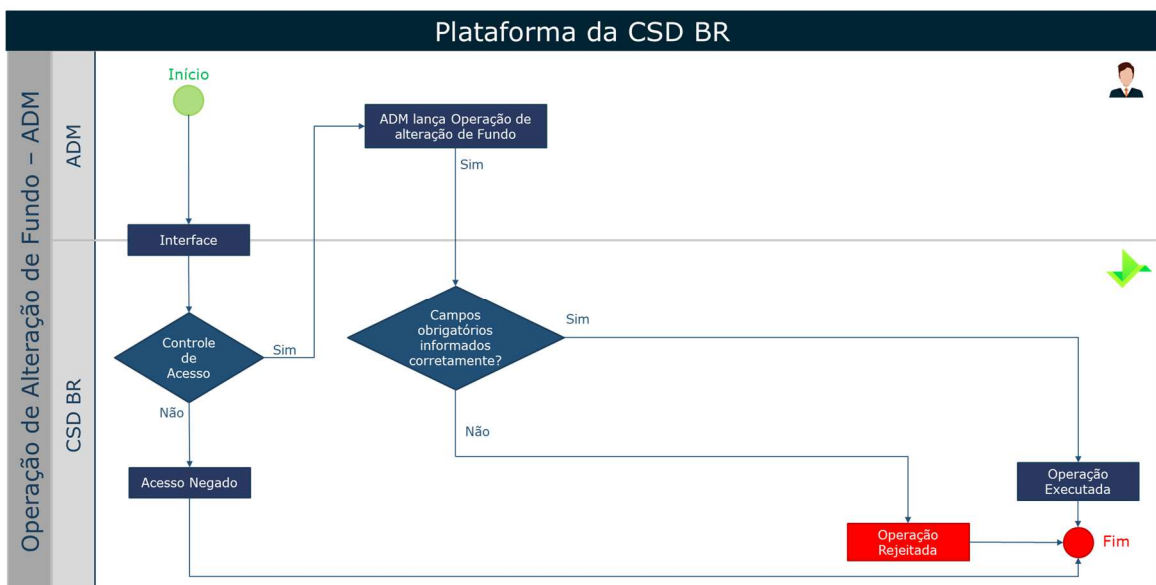 Plataforma da CSD BR
Operação de Alteração de Fundo – ADM
ADM
Início
ADM lança Operação de
alteração de Fundo
Sim
Interface
CSD BR
Controle
de
Acesso
Sim
Não
Campos
obrigatórios
informados
corretamente?
Sim
Não
Acesso Negado
Operação
Executada
Operação
Rejeitada
Fim